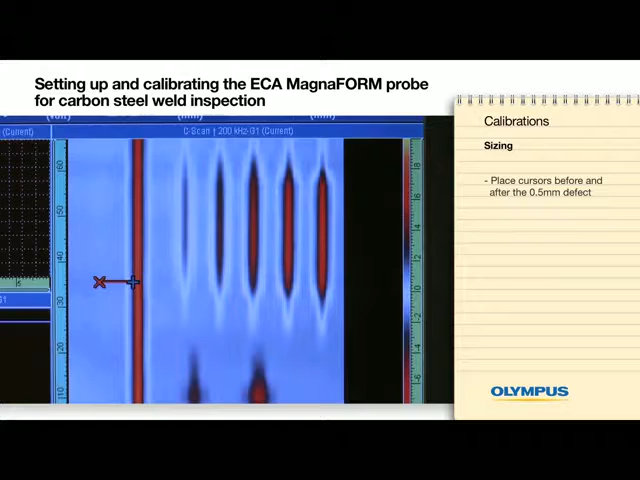 Setting up and calibrating the ECA MagnaFORM probe
for carbon steel weld inspection
Calibrations
Sizing
- Place cursors before and
after the 0.5mm defect
(Current)
C-Scan † 200 kHz-G1 (Current)
OLYMPUS